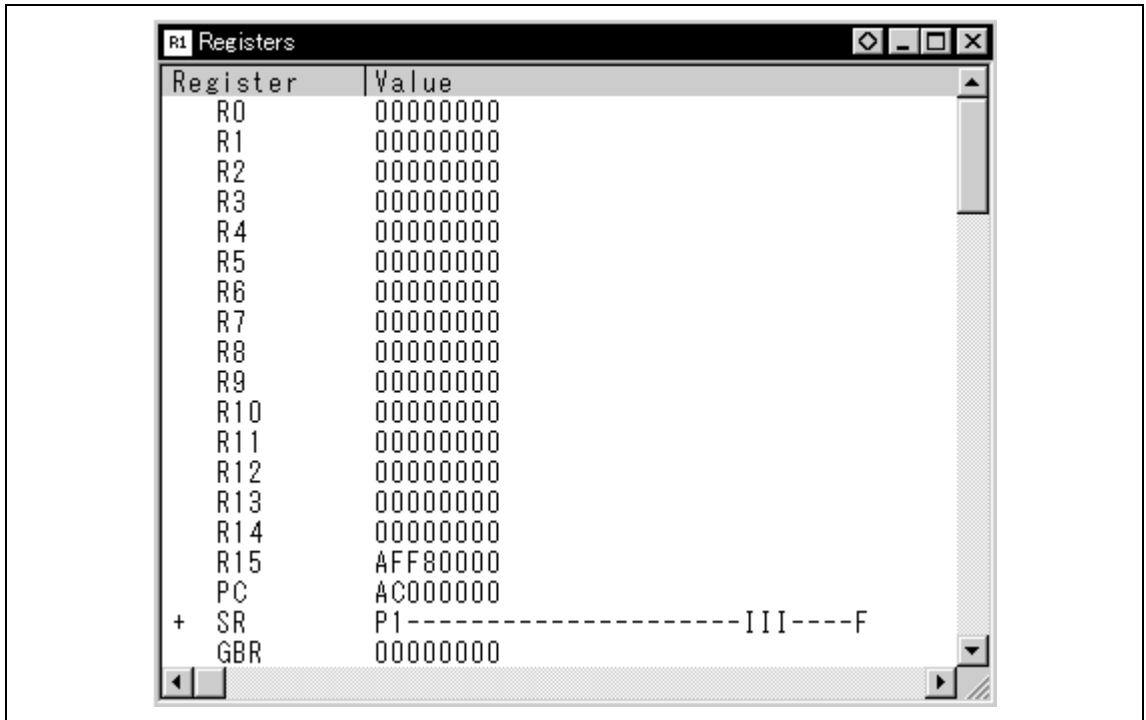 R1 Registers
Register Value
R0 00000000
R1 00000000
R2 00000000
R3 00000000
R4 00000000
R5 00000000
R6 00000000
R7 00000000
R8 00000000
R9 00000000
R10 00000000
R11 00000000
R12 00000000
R13 00000000
R14 00000000
R15 AFF80000
PC AC000000
+ SR P1---------------------III----F
GBR 00000000